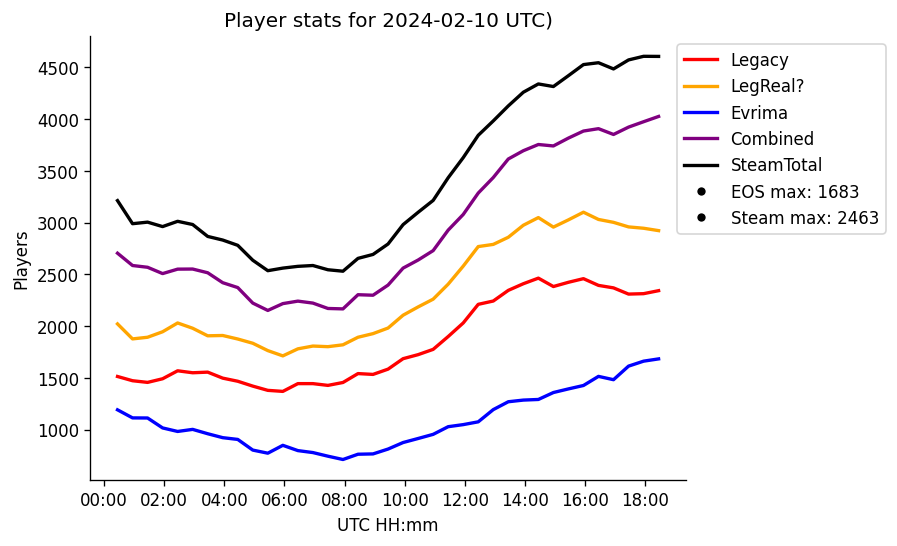 Player stats for 2024-02-10 UTC)
Legacy
LegReal?
Evrima
Combined
SteamTotal
EOS max: 1683
Steam max: 2463
Players
4500
4000
3500
3000
2500
2000
1500
1000
00:00 02:00 04:00 06:00 08:00 10:00 12:00 14:00 16:00 18:00
UTC HH:mm